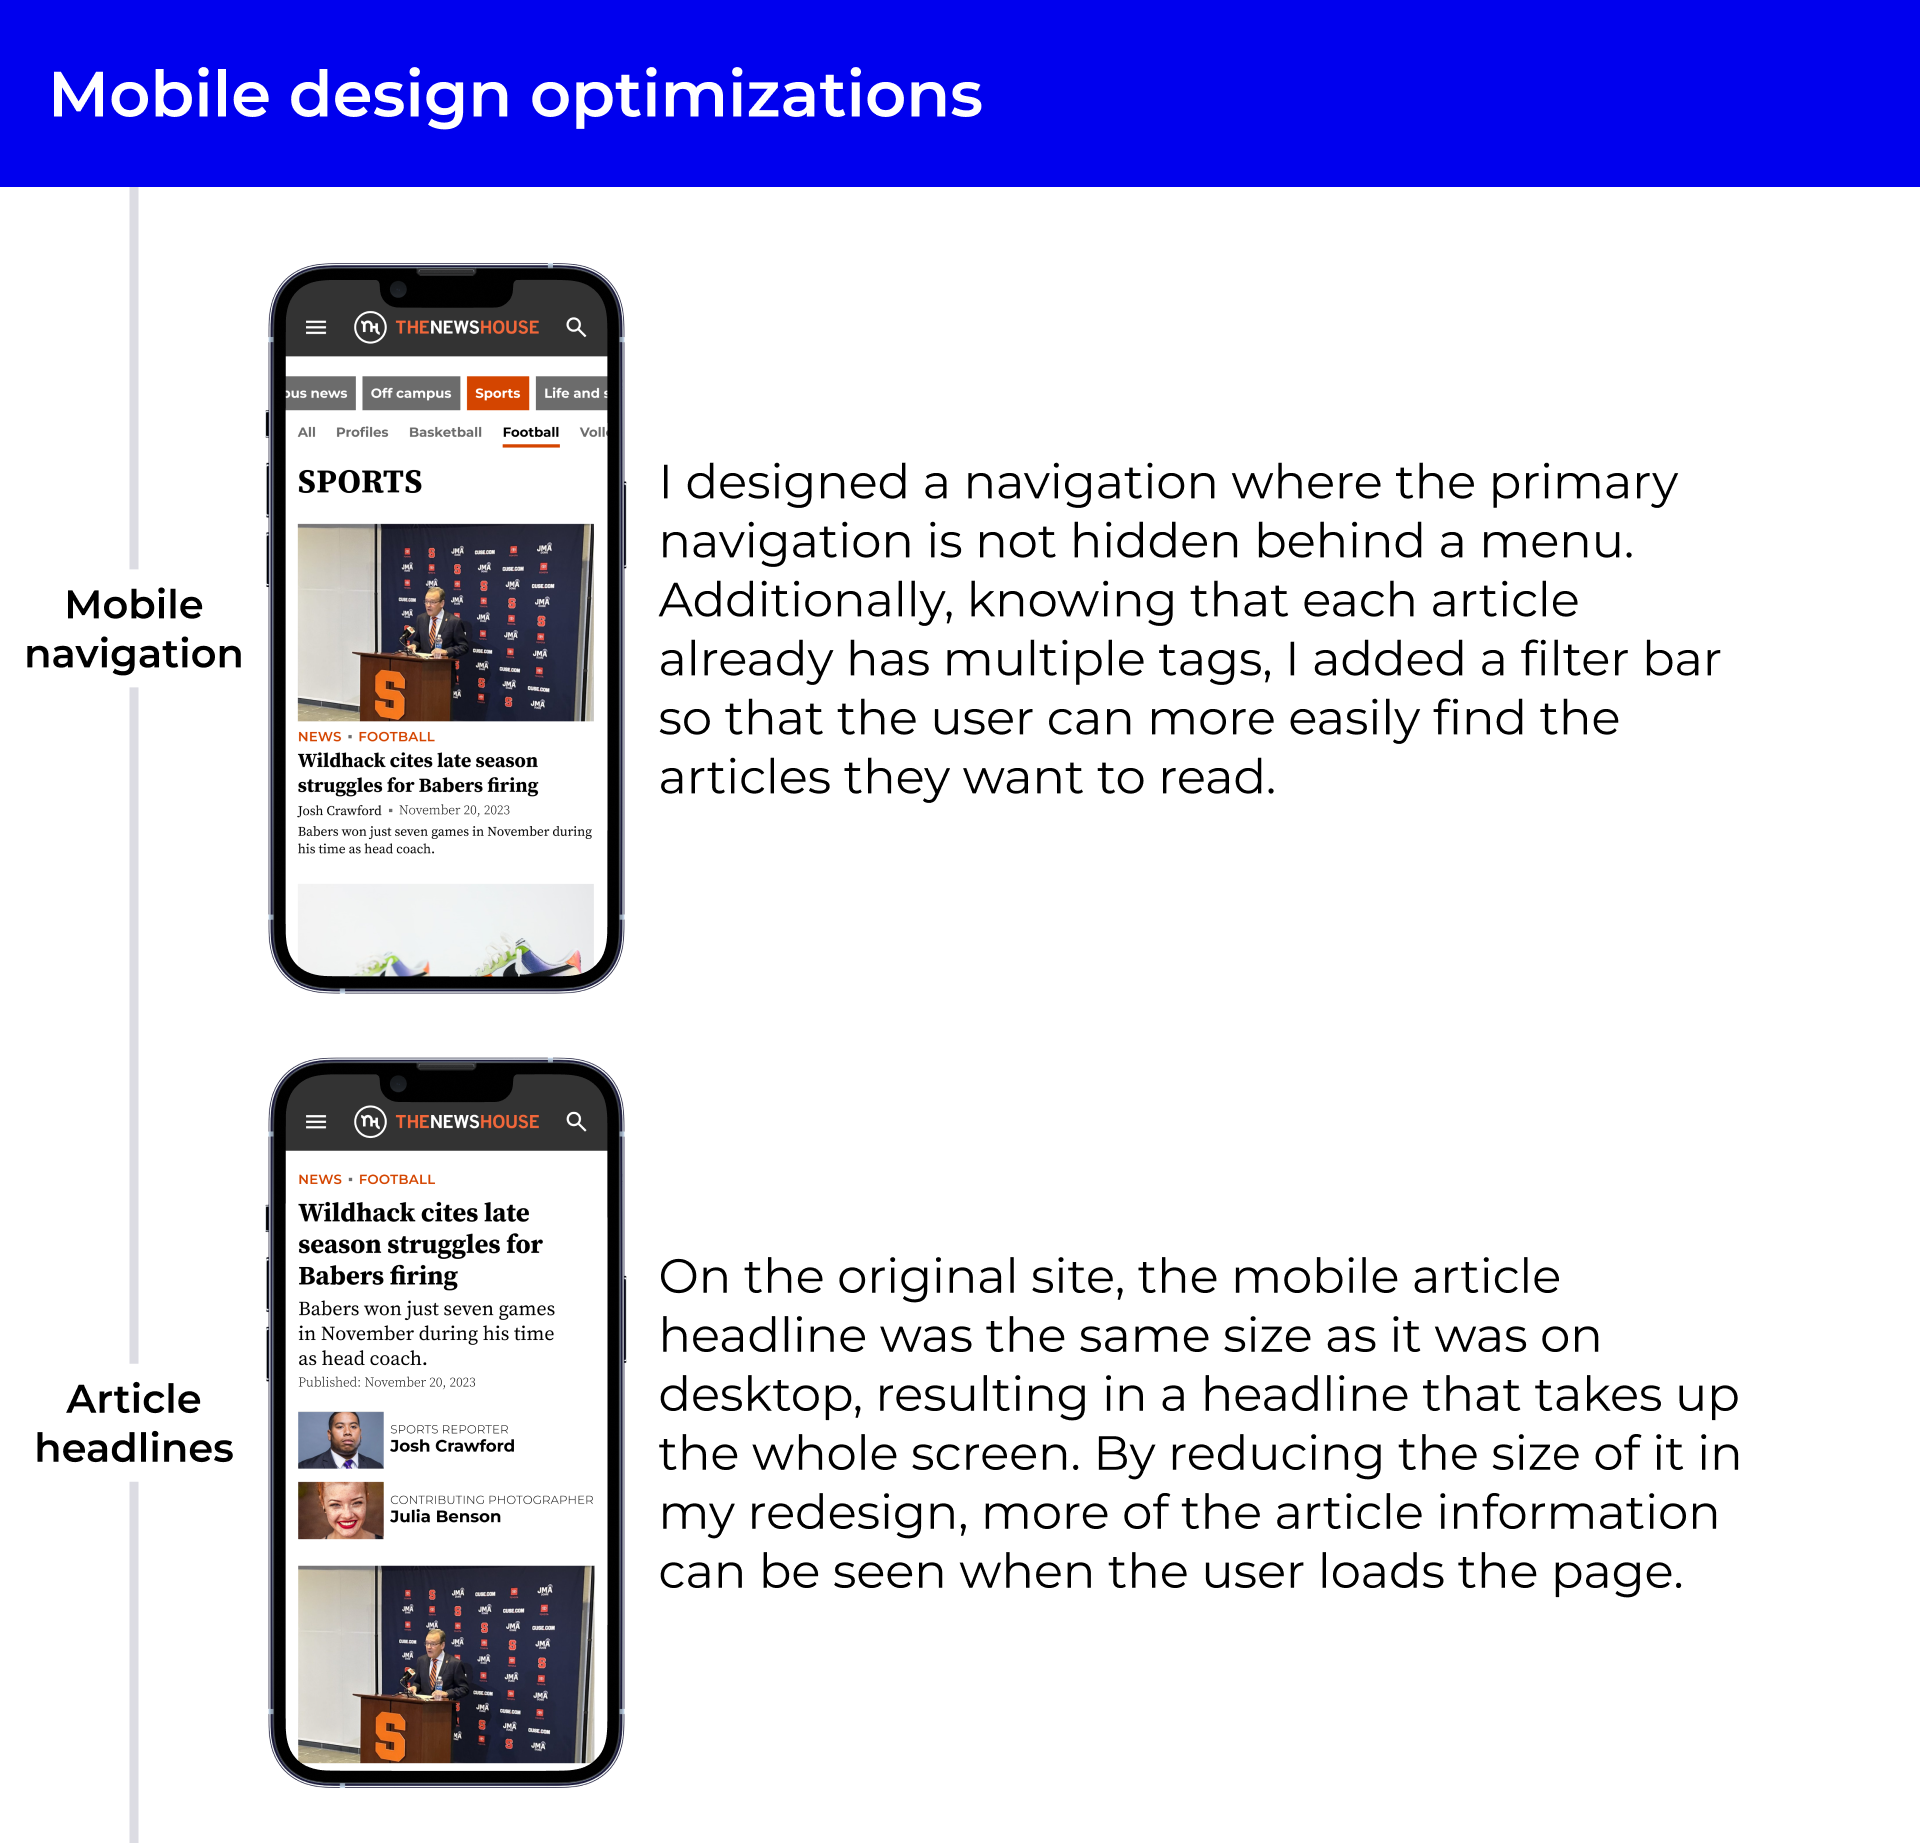 Mobile design optimizations
Mobile
navigation
THENEWSHOUSE
ous news
Off campus
Sports
Life and s
All
Profiles
Basketball
Football
Voll
SPORTS
NEWS ▪ FOOTBALL
Wildhack cites late season
struggles for Babers firing
Josh Crawford ▪ November 20, 2023
Babers won just seven games in November during
his time as head coach.
I designed a navigation where the primary
navigation is not hidden behind a menu.
Additionally, knowing that each article
already has multiple tags, I added a filter bar
so that the user can more easily find the
articles they want to read.
Article
headlines
THENEWSHOUSE
NEWS ▪ FOOTBALL
Wildhack cites late
season struggles for
Babers firing
Babers won just seven games
in November during his time
as head coach.
Published: November 20, 2023
SPORTS REPORTER
Josh Crawford
CONTRIBUTING PHOTOGRAPHER
Julia Benson
On the original site, the mobile article
headline was the same size as it was on
desktop, resulting in a headline that takes up
the whole screen. By reducing the size of it in
my redesign, more of the article information
can be seen when the user loads the page.